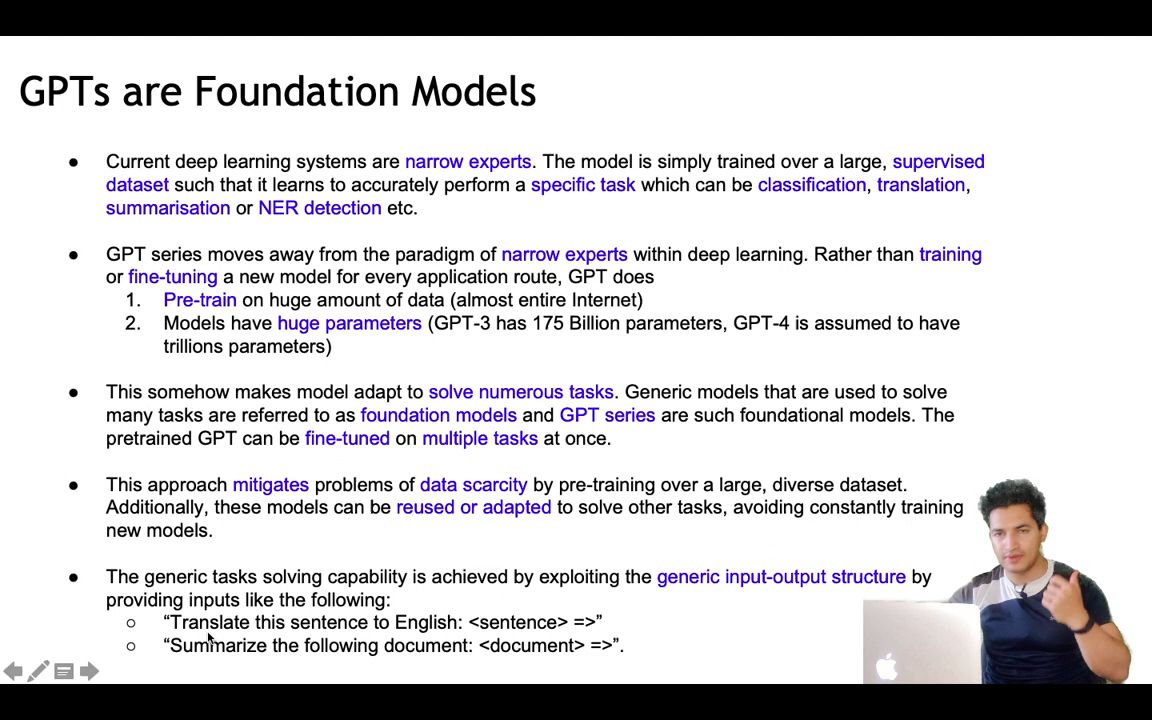 GPTs are Foundation Models
● Current deep learning systems are narrow experts. The model is simply trained over a large, supervised
dataset such that it learns to accurately perform a specific task which can be classification, translation,
summarisation or NER detection etc.
● GPT series moves away from the paradigm of narrow experts within deep learning. Rather than training
or fine-tuning a new model for every application route, GPT does
1. Pre-train on huge amount of data (almost entire Internet)
2. Models have huge parameters (GPT-3 has 175 Billion parameters, GPT-4 is assumed to have
trillions parameters)
● This somehow makes model adapt to solve numerous tasks. Generic models that are used to solve
many tasks are referred to as foundation models and GPT series are such foundational models. The
pretrained GPT can be fine-tuned on multiple tasks at once.
● This approach mitigates problems of data scarcity by pre-training over a large, diverse dataset.
Additionally, these models can be reused or adapted to solve other tasks, avoiding constantly training
new models.
● The generic tasks solving capability is achieved by exploiting the generic input-output structure by
providing inputs like the following:
○ “Translate this sentence to English: <sentence> =>”
○ “Summarize the following document: <document> =>”.